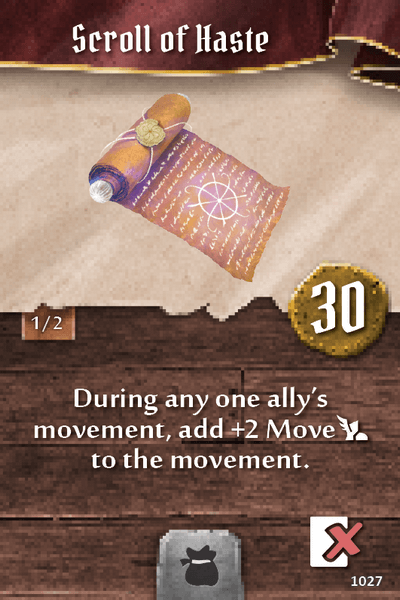 Scroll of Haste
30
1/2
During any one ally's
movement, add +2 Move
to the movement.
1027